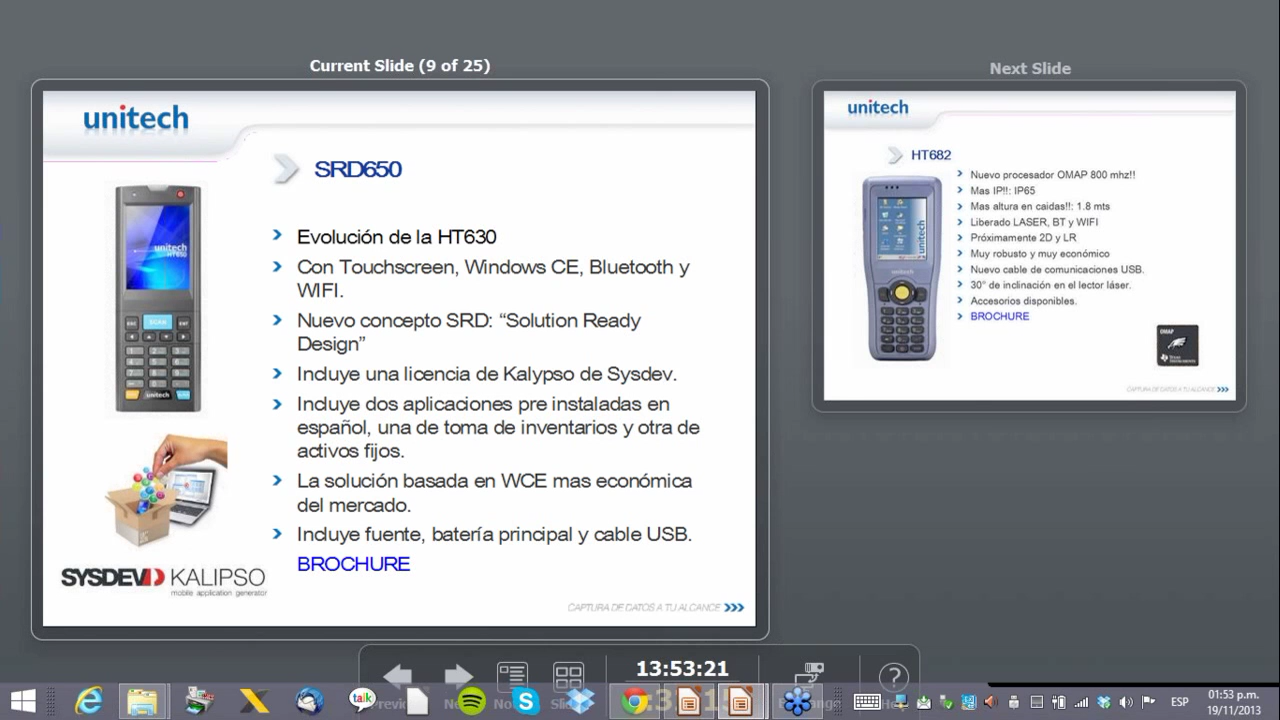 Current Slide (9 of 25)
unitech
SRD650
Evolución de la HT630
Con Touchscreen, Windows CE, Bluetooth y
WIFI.
Nuevo concepto SRD: “Solution Ready
Design”
Incluye una licencia de Kalypso de Sysdev.
Incluye dos aplicaciones pre instaladas en
español, una de toma de inventarios y otra de
activos fijos.
La solución basada en WCE mas económica
del mercado.
Incluye fuente, batería principal y cable USB.
BROCHURE
SYSDEV KALIPSO
mobile application generator
CAPTURA DE DATOS A TU ALCANCE
Next Slide
unitech
HT682
Nuevo procesador OMAP 800 mhz!!
Mas IP!!: IP65
Mas altura en caidas!!: 1.8 mts
Liberado LASER, BT y WIFI
Próximamente 2D y LR
Muy robusto y muy económico
Nuevo cable de comunicaciones USB.
30° de inclinación en el lector láser.
Accesorios disponibles.
BROCHURE
OMAP
CAPTURA DE DATOS A TU ALCANCE
13:53:21
talk
ESP
01:53 p.m.
19/11/2013